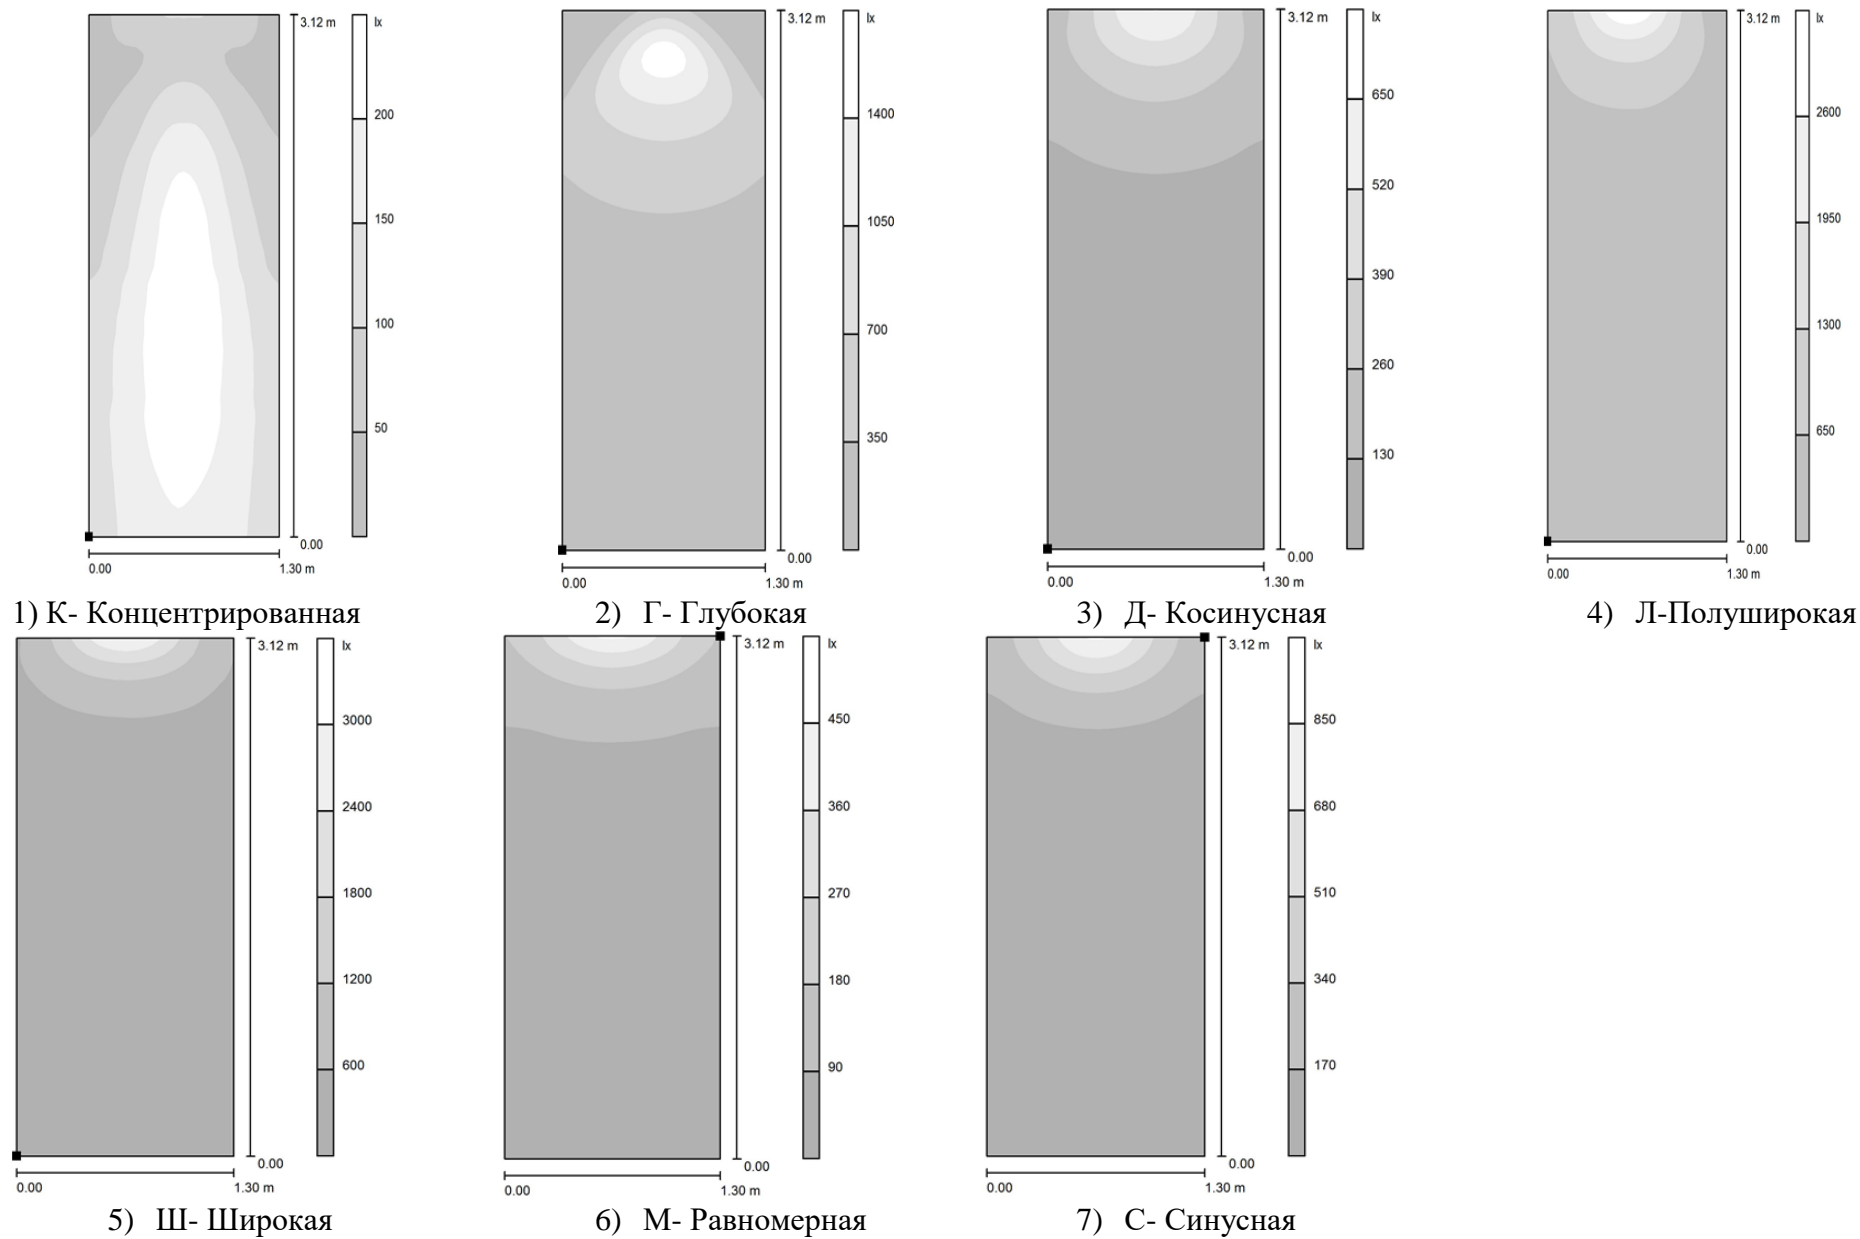 3.12 m
lx
200
150
100
50
0.00
0.00
1.30 m
1) К- Концентрированная
3.12 m
lx
1400
1050
700
350
0.00
0.00
1.30 m
2) Г- Глубокая
3.12 m
lx
650
520
390
260
130
0.00
0.00
1.30 m
3) Д- Косинусная
3.12 m
lx
2600
1950
1300
650
0.00
0.00
1.30 m
4) Л-Полуширокая
3.12 m
lx
3000
2400
1800
1200
600
0.00
0.00
1.30 m
5) Ш- Широкая
3.12 m
lx
450
360
270
180
90
0.00
0.00
1.30 m
6) М- Равномерная
3.12 m
lx
850
680
510
340
170
0.00
0.00
1.30 m
7) С- Синусная